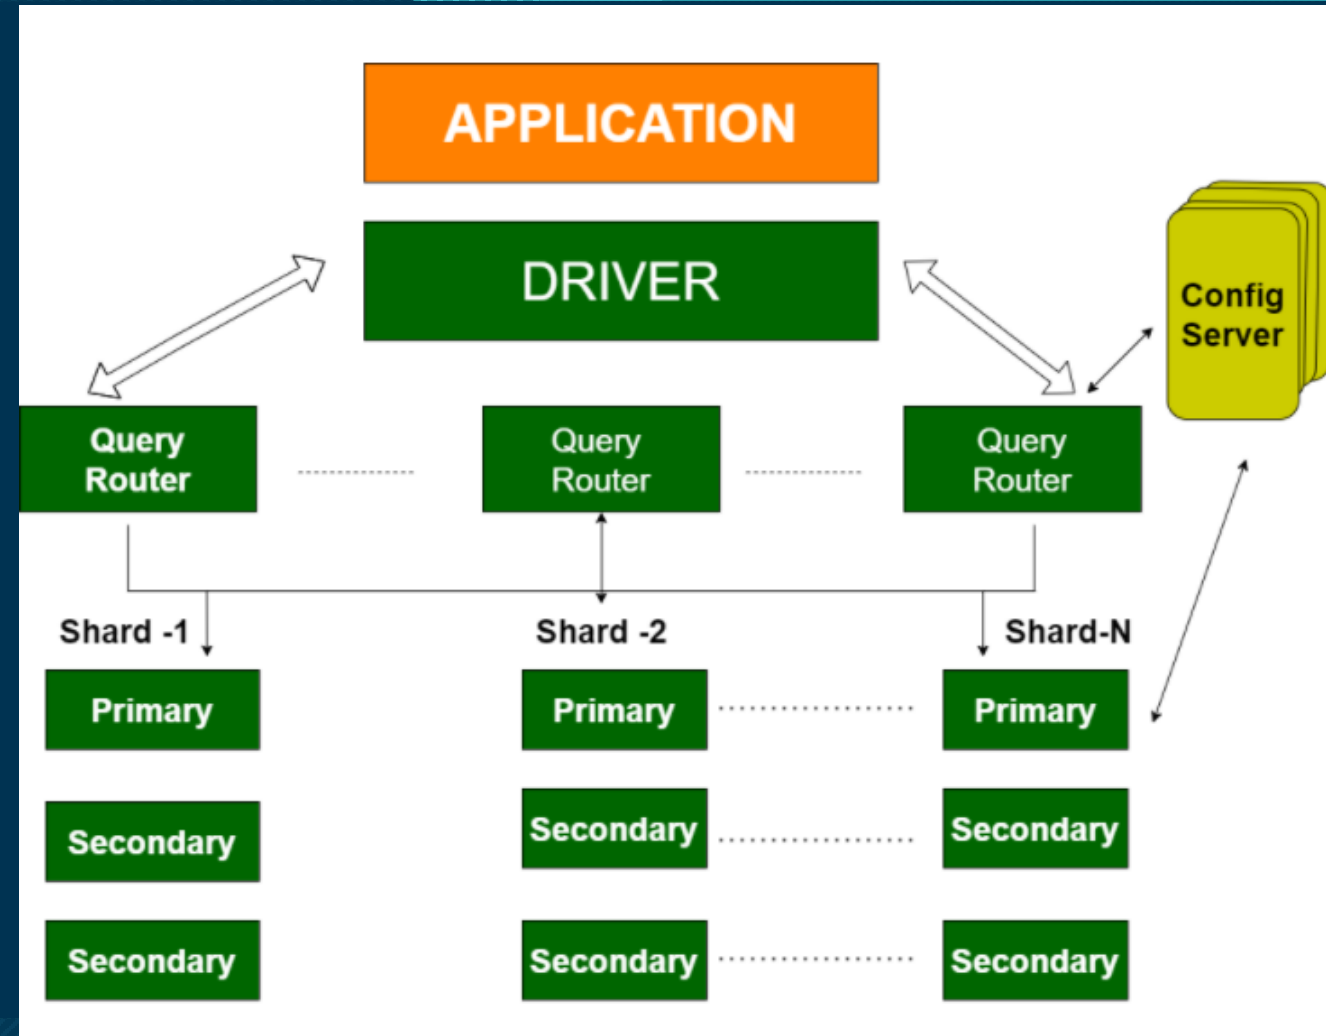 APPLICATION
DRIVER
Config
Server
Query
Router
Query
Router
Query
Router
Shard -1
Shard -2
Shard-N
Primary
Primary
Primary
Secondary
Secondary
Secondary
Secondary
Secondary
Secondary